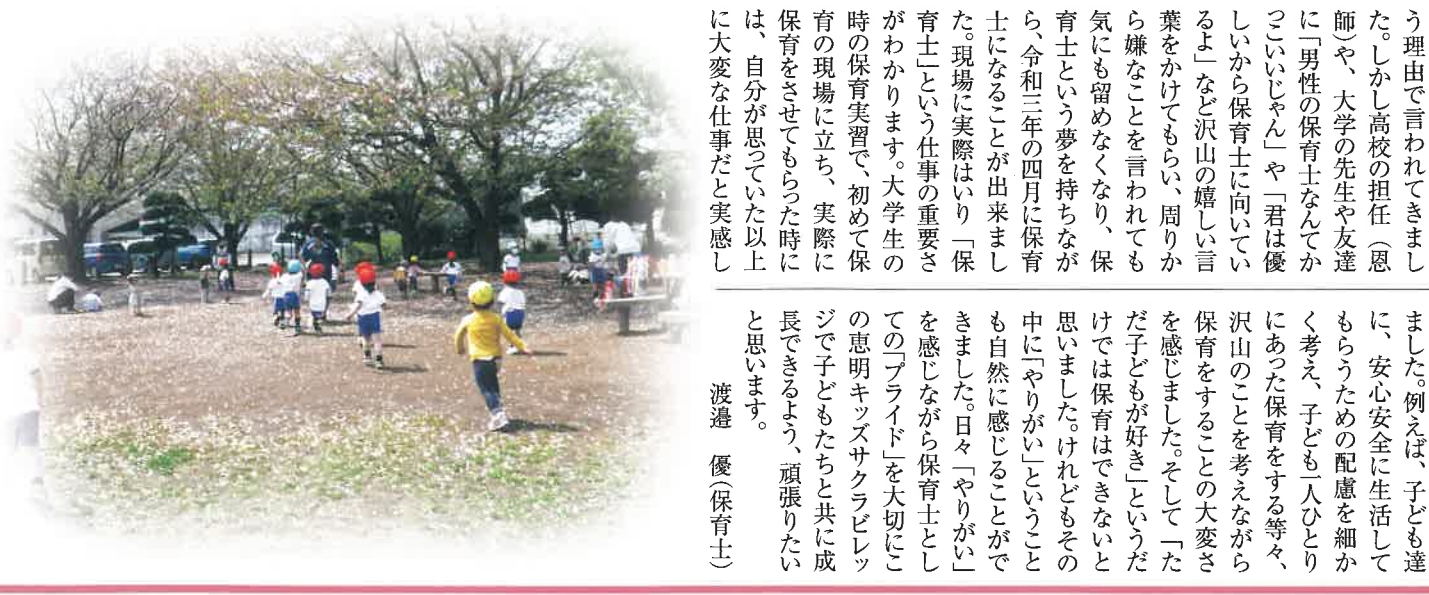 う理由で言われてきまし
た。しかし高校の担任（恩
師）や、大学の先生や友達
に「男性の保育士なんてか
っこいいじゃん」や「君は優
しいから保育士に向いてい
るよ」など沢山の嬉しい言
葉をかけてもらい、周りか
ら嫌なことを言われても
気にも留めなくなり、保
育士という夢を持ちなが
ら、令和三年の四月に保育
士になることが出来まし
た。現場に実際はいり「保
育士」という仕事の重要さ
がわかります。大学生の
時の保育実習で、初めて保
育の現場に立ち、実際に
保育をさせてもらった時に
は、自分が思っていた以上
に大変な仕事だと実感し
ました。例えば、子ども達
に、安心安全に生活して
もらうための配慮を細か
く考え、子ども一人ひとり
にあった保育をする等々、
沢山のことを考えながら
保育をすることの大変さ
を感じました。そして「た
だ子どもが好き」というだ
けでは保育はできないと
思いました。けれどもその
中に「やりがい」ということ
も自然に感じることがで
きました。日々「やりがい」
を感じながら保育士とし
ての「プライド」を大切にこ
の恵明キッズサクラビレッ
ジで子どもたちと共に成
長できるよう、頑張りたい
と思います。
渡邉　優（保育士）